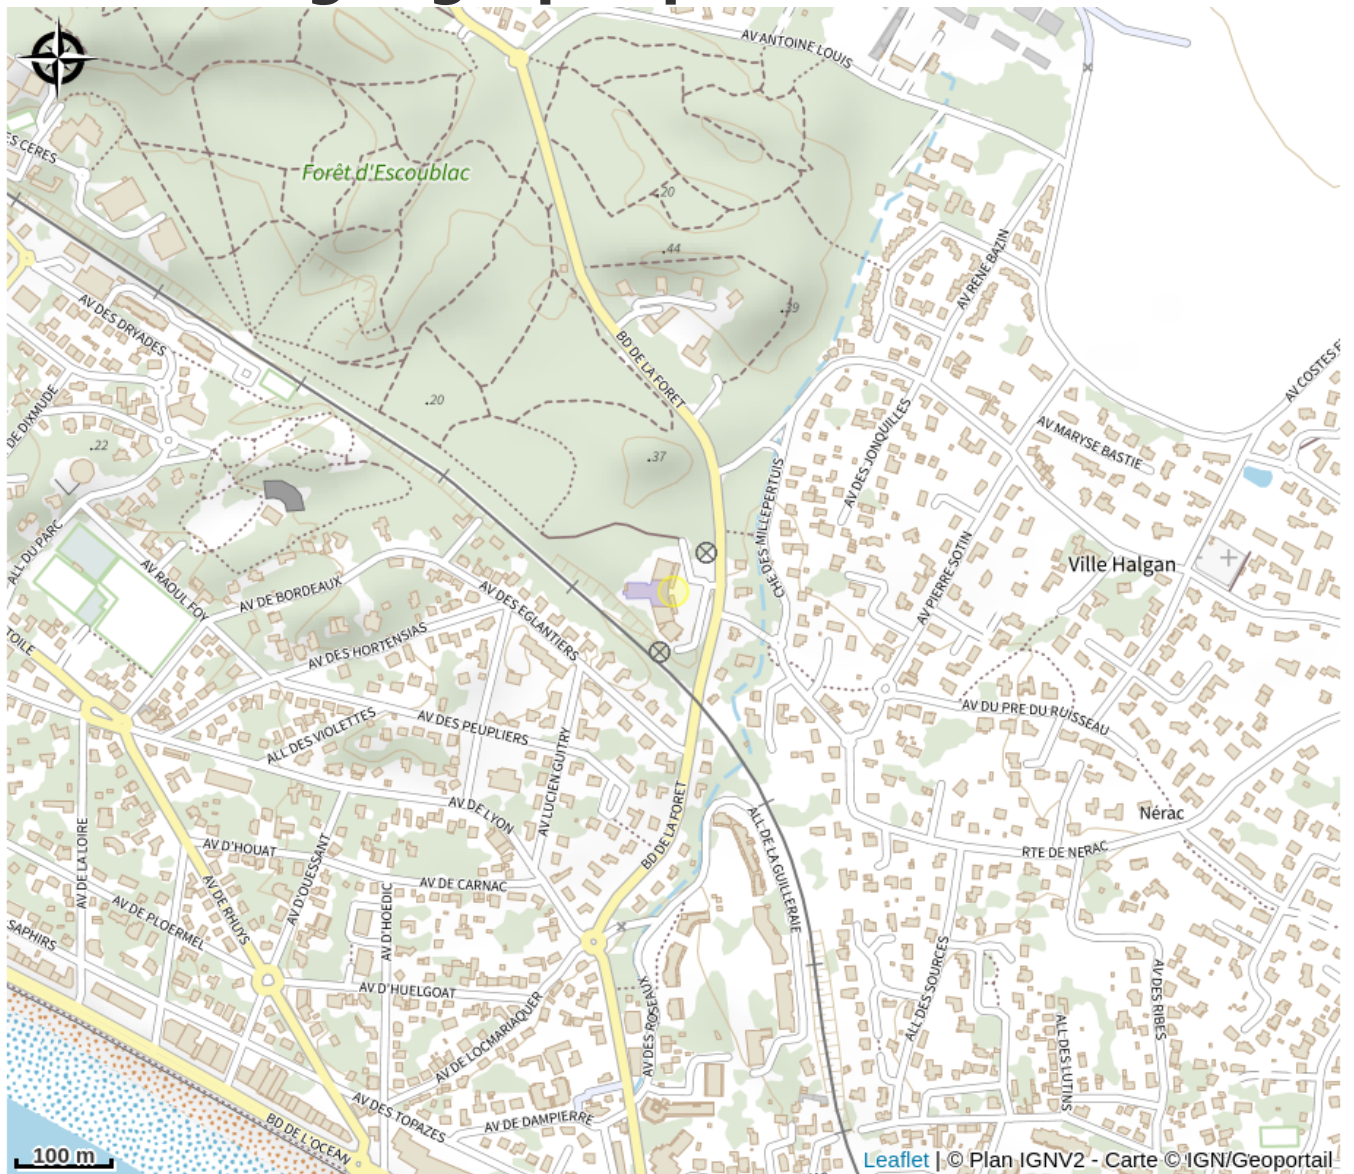 AV ANTOINE LOUIS
ES CERES
Forêt d'Escoublac
.20
.44
AV RENE BAZIN
.39
AV DES DRYADES
BD DE LA FORET
AV COSTES E
DE DIXMUDE
.20
AV DES JONQUILLES
AV MARYSE BASTIE
.22
.37
CHE DES MILLEPERTUIS
ALL DU PARC
AV RAOUL FOY
AV DE BORDEAUX
AV DES EGLANTIERS
AV PIERRE SOTIN
Ville Halgan
TOILE
AV DES HORTENSIAS
ALL DES VIOLETTES
AV DES PEUPLIERS
AV DU PRE DU RUISSEAU
AV LUCIEN GUITRY
AV DE LYON
BD DE LA FORET
ALL DE LA GUILLERAIE
Nérac
AV DE LA LOIRE
AV D'HOUAT
AV D'OUESSANT
AV DE CARNAC
RTE DE NERAC
AV DE RHUYS
AV D'HOEDIC
AV DE PLOERMEL
SAPHIRS
AV D'HUELGOAT
AV DE LOCMARIAQUER
AV DES ROSEAUX
ALL DES SOURCES
AV DES RIBES
ALL DES LUTINS
AV DES TOPAZES
AV DE DAMPIERRE
BD DE L'OCEAN
100 m
Leaflet | © Plan IGNV2 - Carte © IGN/Geoportail